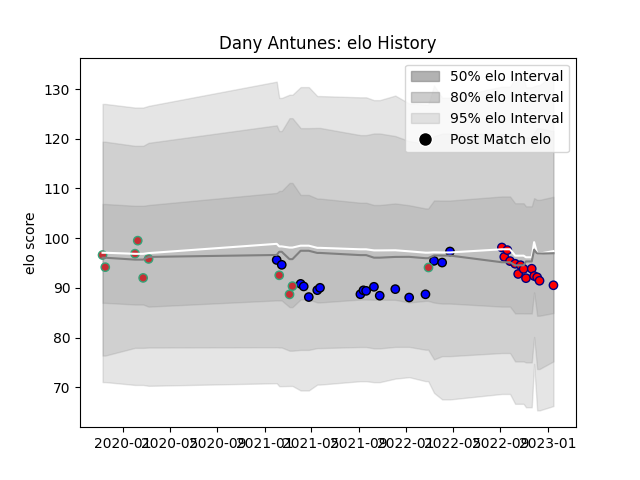 Dany Antunes: elo History
50% elo Interval
80% elo Interval
95% elo Interval
Post Match elo
elo score
130
120
110
100
90
80
70
2020-01 2020-05 2020-09 2021-01 2021-05 2021-09 2022-01 2022-05 2022-09 2023-01